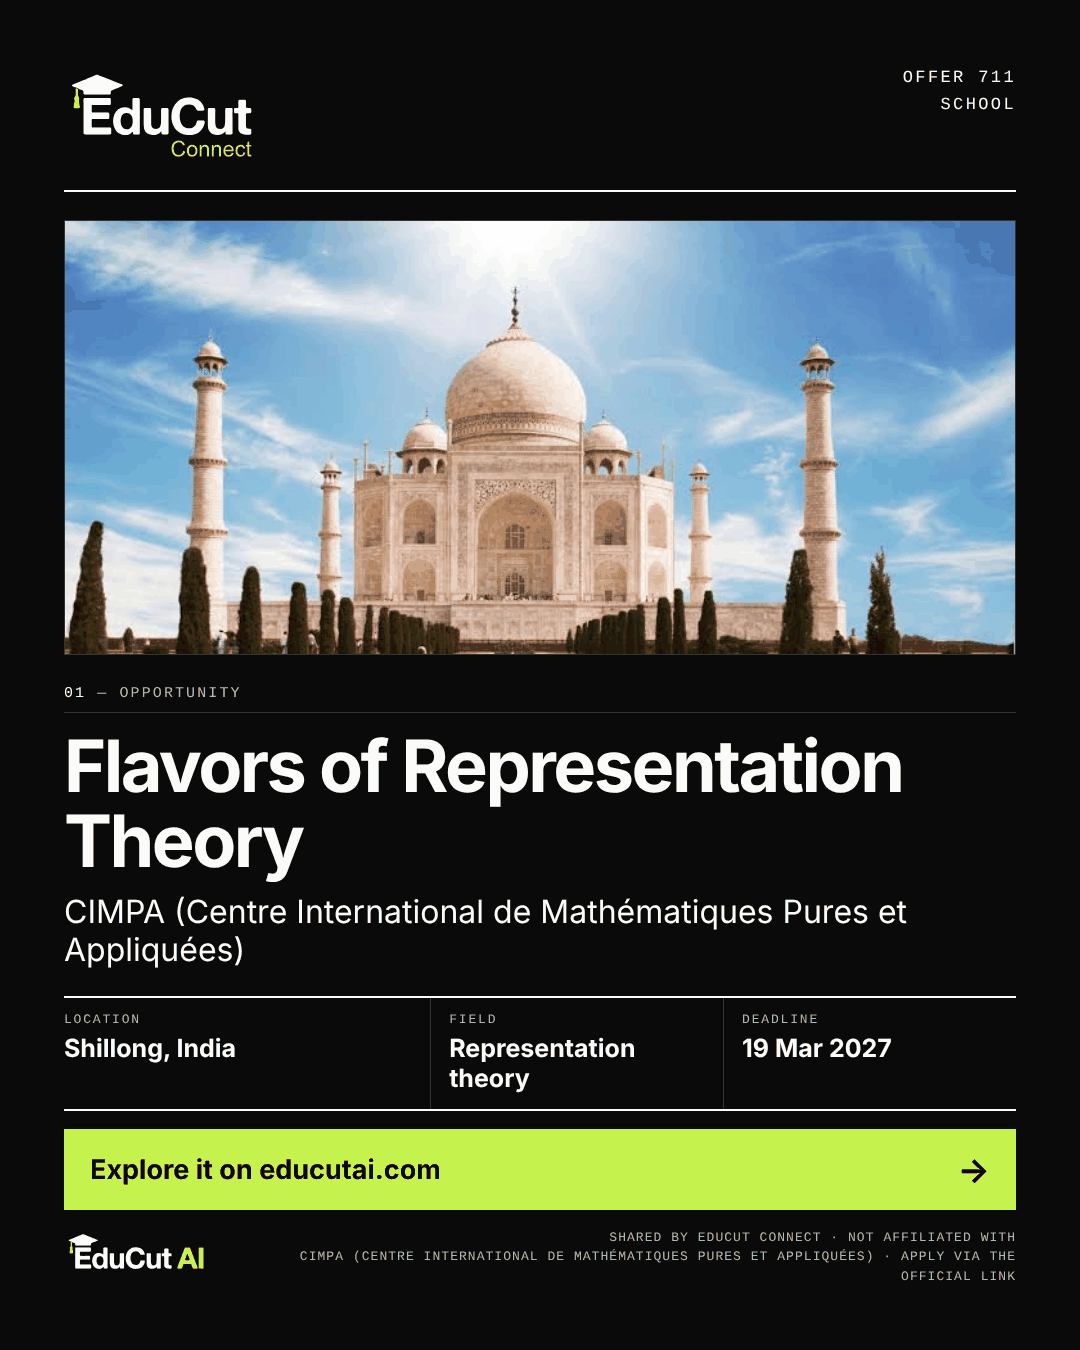 EduCut
Connect
OFFER 711
SCHOOL
01 — OPPORTUNITY
Flavors of Representation
Theory
CIMPA (Centre International de Mathématiques Pures et
Appliquées)
LOCATION
Shillong, India
FIELD
Representation
theory
DEADLINE
19 Mar 2027
Explore it on educutai.com →
EduCut AI
SHARED BY EDUCUT CONNECT · NOT AFFILIATED WITH
CIMPA (CENTRE INTERNATIONAL DE MATHÉMATIQUES PURES ET APPLIQUÉES) · APPLY VIA THE
OFFICIAL LINK